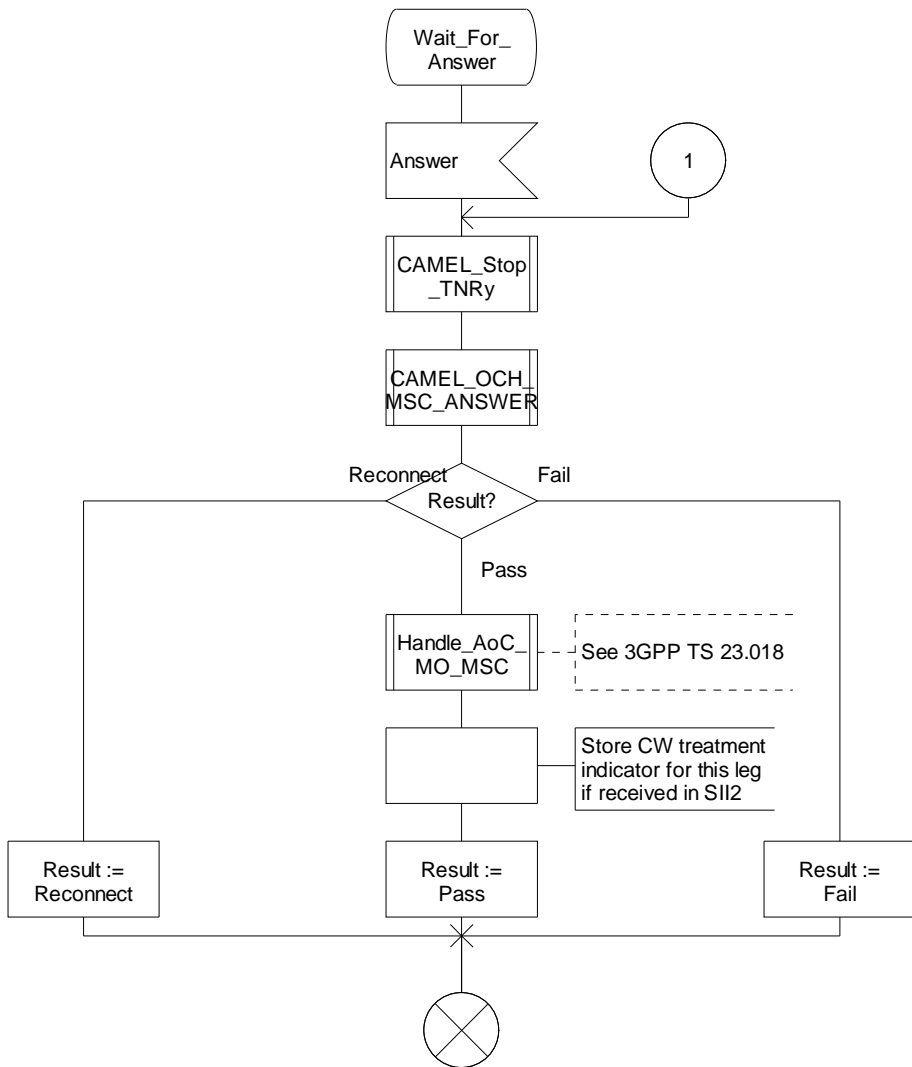 Wait_For_
Answer
Answer
1
CAMEL_Stop
_TNRy
CAMEL_OCH_
MSC_ANSWER
Reconnect
Fail
Result?
Pass
Handle_AoC_
MO_MSC
See 3GPP TS 23.018
Store CW treatment
indicator for this leg
if received in SII2
Result :=
Reconnect
Result :=
Pass
Result :=
Fail